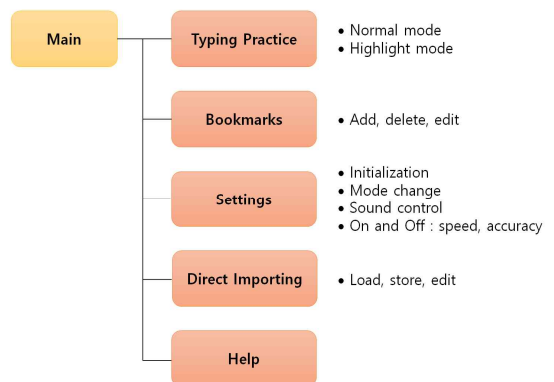 Main
Typing Practice
• Normal mode
• Highlight mode
Bookmarks
• Add, delete, edit
Settings
• Initialization
• Mode change
• Sound control
• On and Off : speed, accuracy
Direct Importing
• Load, store, edit
Help